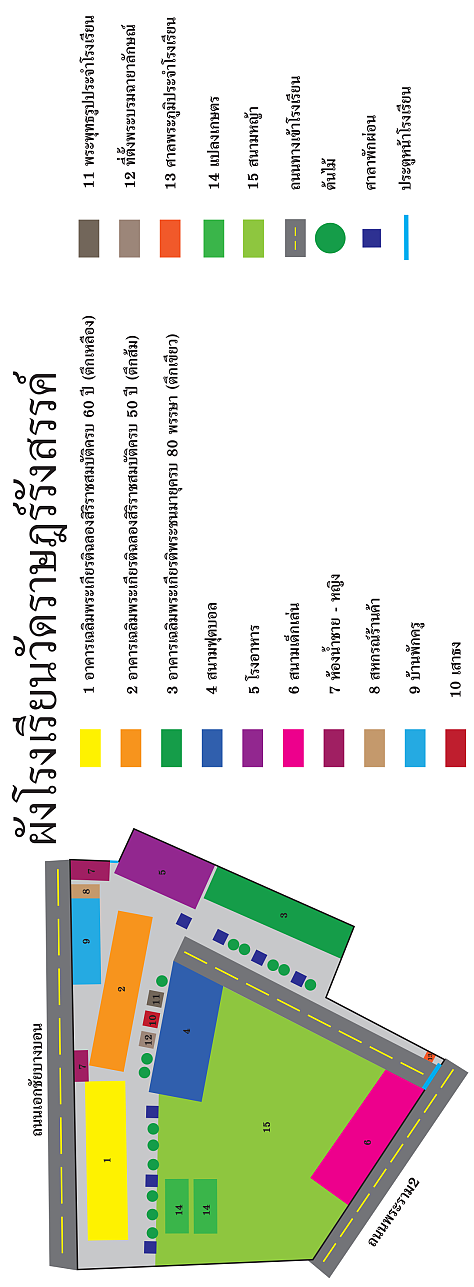 ผังโรงเรียนวัดราษฎร์รังสรรค์
1 อาคารเฉลิมพระเกียรติฉลองสิริราชสมบัติครบ 60 ปี (ตึกเหลือง)
2 อาคารเฉลิมพระเกียรติฉลองสิริราชสมบัติครบ 50 ปี (ตึกส้ม)
3 อาคารเฉลิมพระเกียรติพระชนมายุครบ 80 พรรษา (ตึกเขียว)
4 สนามฟุตบอล
5 โรงอาหาร
6 สนามเด็กเล่น
7 ห้องน้ำชาย - หญิง
8 สหกรณ์ร้านค้า
9 บ้านพักครู
10 เสาธง
11 พระพุทธรูปประจำโรงเรียน
12 ที่ตั้งพระบรมฉายาลักษณ์
13 ศาลพระภูมิประจำโรงเรียน
14 แปลงเกษตร
15 สนามหญ้า
ถนนทางเข้าโรงเรียน
ต้นไม้
ศาลาพักผ่อน
ประตูหน้าโรงเรียน
ถนนเอกชัยบางบอน
7
8
9
7
1
2
5
3
11
10
12
4
15
14
14
6
13
ถนนพระราม2